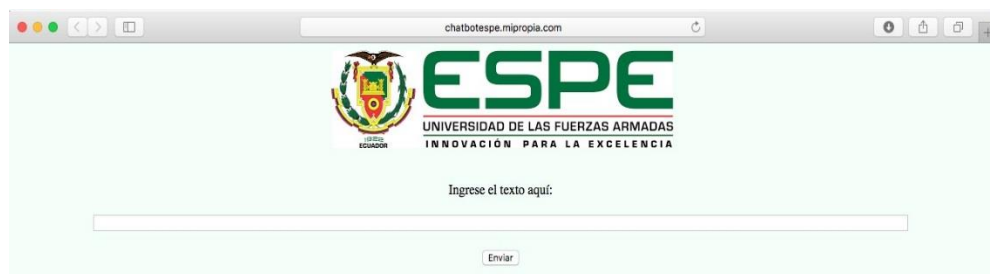 chatbotespe.mipropia.com
ESPE
UNIVERSIDAD DE LAS FUERZAS ARMADAS
ECUADOR
INNOVACIÓN PARA LA EXCELENCIA
Ingrese el texto aquí:
Enviar